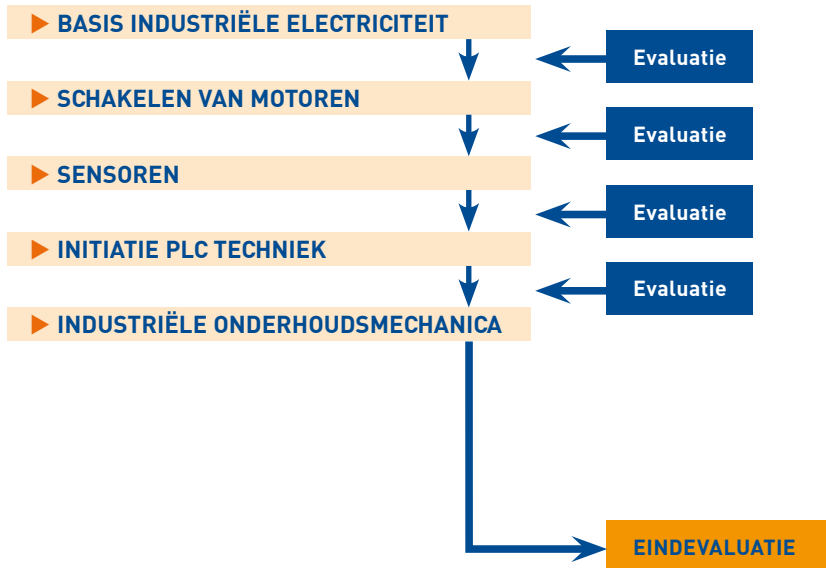 BASIS INDUSTRIËLE ELECTRICITEIT
Evaluatie
SCHAKELEN VAN MOTOREN
Evaluatie
SENSOREN
Evaluatie
INITIATIE PLC TECHNIEK
Evaluatie
INDUSTRIËLE ONDERHOUDSMECHANICA
EINDEVALUATIE